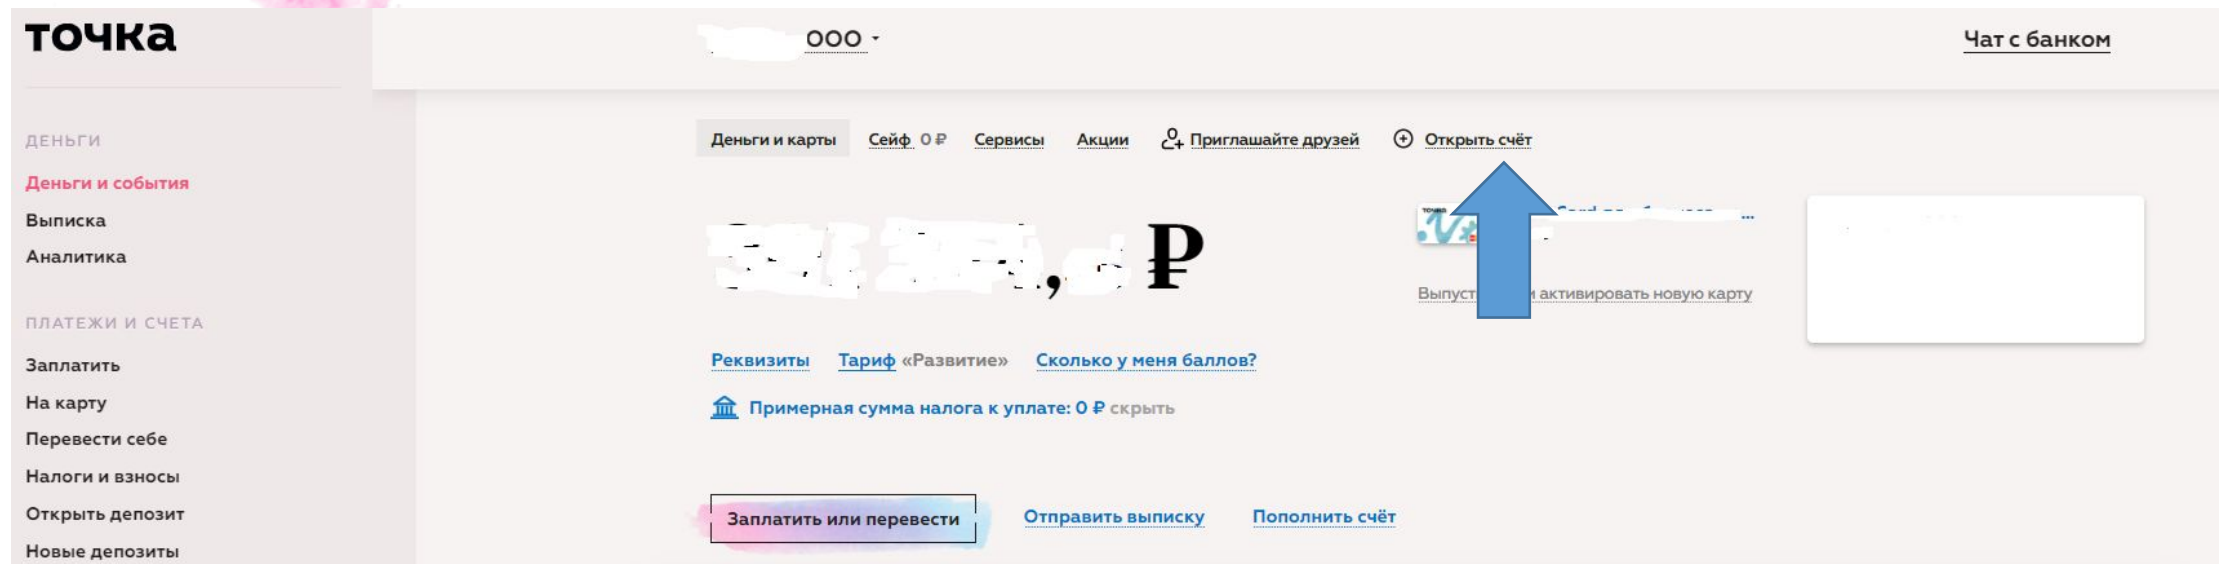 точка
ООО
Чат с банком
ДЕНЬГИ
Деньги и события
Выписка
Аналитика
ПЛАТЕЖИ И СЧЕТА
Заплатить
На карту
Перевести себе
Налоги и взносы
Открыть депозит
Новые депозиты
Деньги и карты Сейф 0 ₽ Сервисы Акции Приглашайте друзей Открыть счёт
, ₽
точка
...
активировать новую карту
Реквизиты Тариф «Развитие» Сколько у меня баллов?
Примерная сумма налога к уплате: 0 ₽ скрыть
Заплатить или перевести Отправить выписку Пополнить счёт